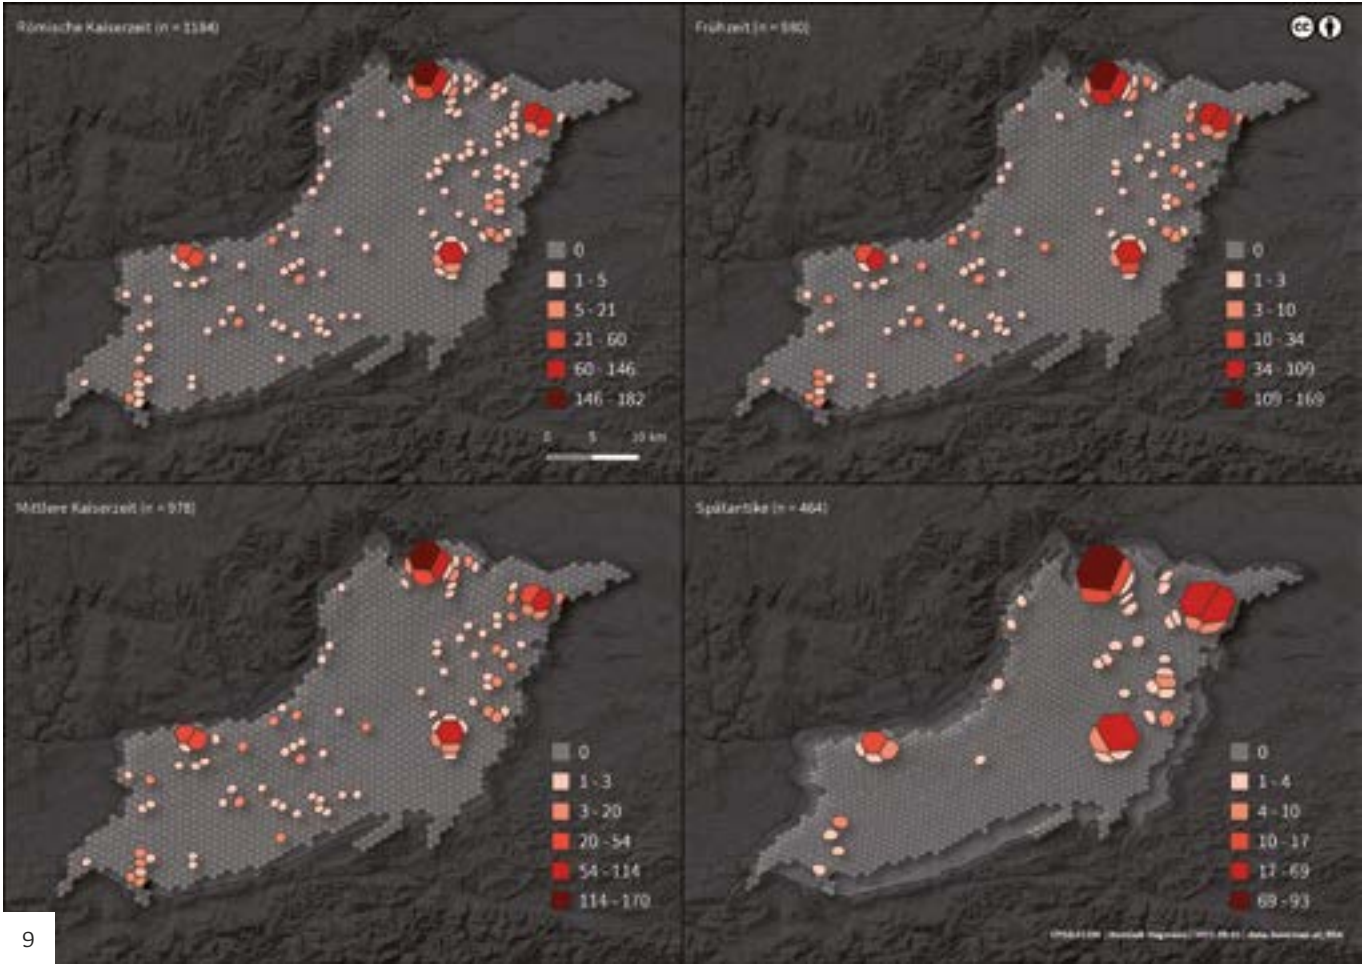 Römische Kaiserzeit (n = 1184)
0
1 - 5
5 - 21
21 - 60
60 - 146
146 - 182
0 5 10 km
Frühzeit
cc
0
1 - 3
3 - 10
10 - 34
34 - 109
109 - 169
Mittlere Kaiserzeit (n = 978)
0
1 - 3
3 - 20
20 - 54
54 - 114
114 - 170
Spätantike (n = 464)
0
1 - 4
4 - 10
10 - 17
17 - 69
69 - 93
9